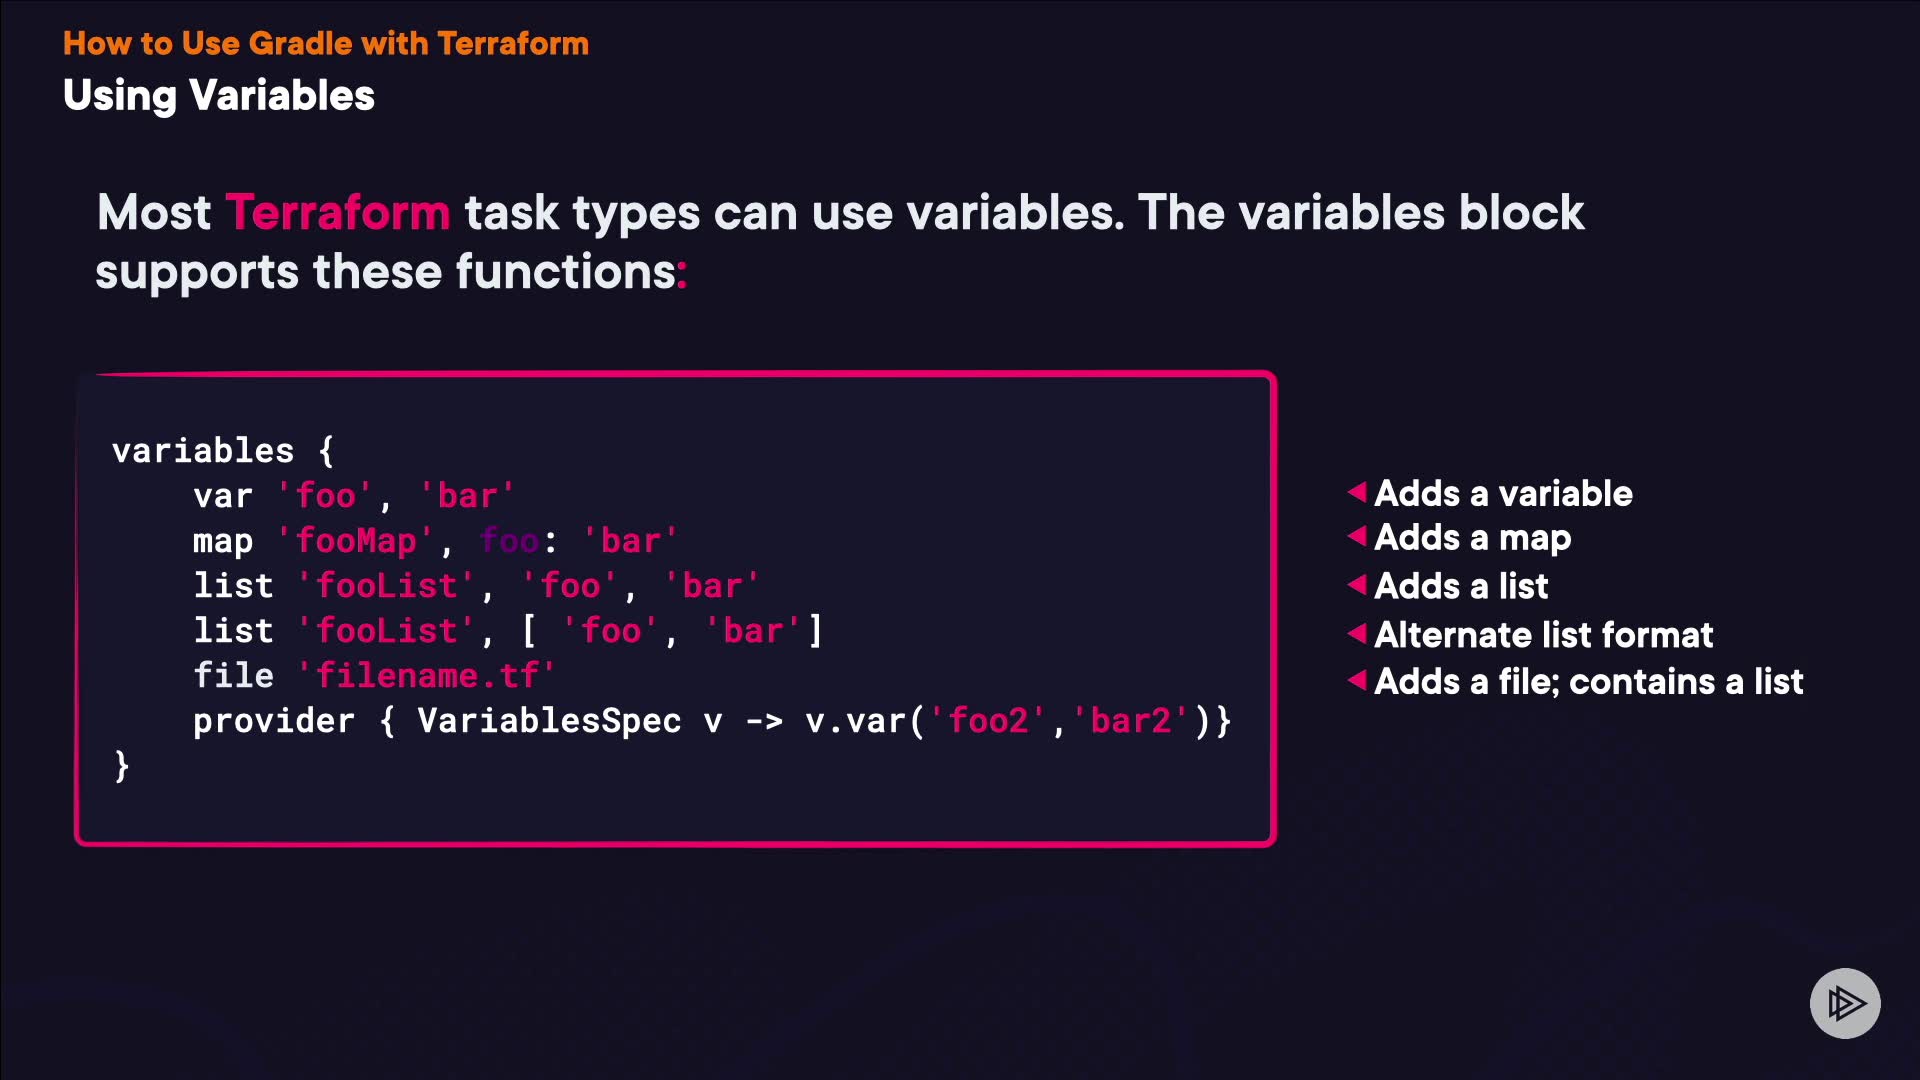 How to Use Gradle with Terraform
Using Variables
Most Terraform task types can use variables. The variables block
supports these functions:
variables {
    var 'foo', 'bar'
    map 'fooMap', foo: 'bar'
    list 'fooList', 'foo', 'bar'
    list 'fooList', [ 'foo', 'bar']
    file 'filename.tf'
    provider { VariablesSpec v -> v.var('foo2','bar2')}
}
Adds a variable
Adds a map
Adds a list
Alternate list format
Adds a file; contains a list